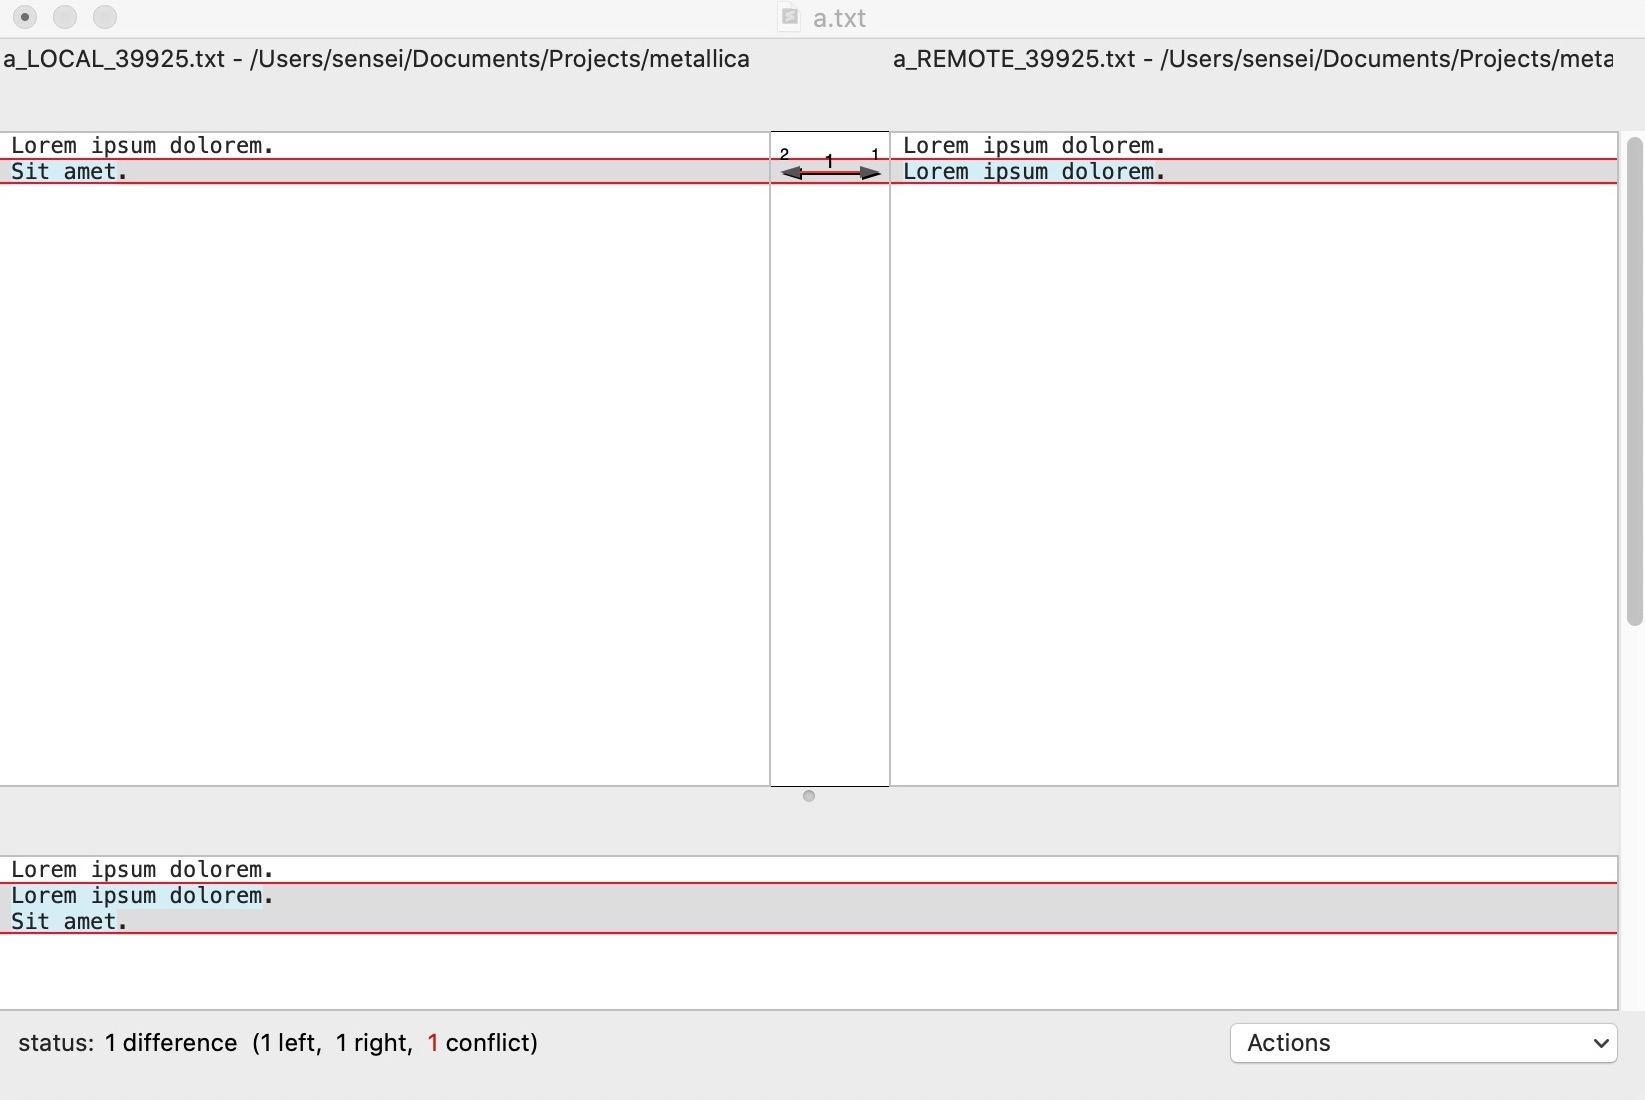 a.txt
a_LOCAL_39925.txt - /Users/sensei/Documents/Projects/metallica
a_REMOTE_39925.txt - /Users/sensei/Documents/Projects/meta
Lorem ipsum dolorem.
Sit amet.
2 1 1
Lorem ipsum dolorem.
Lorem ipsum dolorem.
Lorem ipsum dolorem.
Lorem ipsum dolorem.
Sit amet.
status: 1 difference (1 left, 1 right, 1 conflict)
Actions